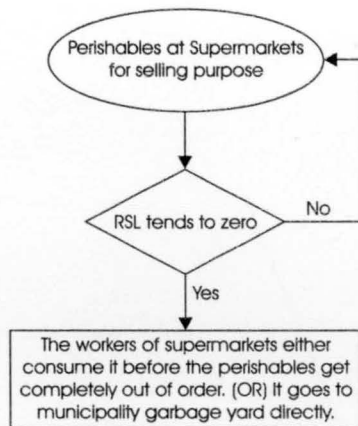 Perishables at Supermarkets
for selling purpose
RSL tends to zero
No
Yes
The workers of supermarkets either
consume it before the perishables get
completely out of order. (OR) It goes to
municipality garbage yard directly.